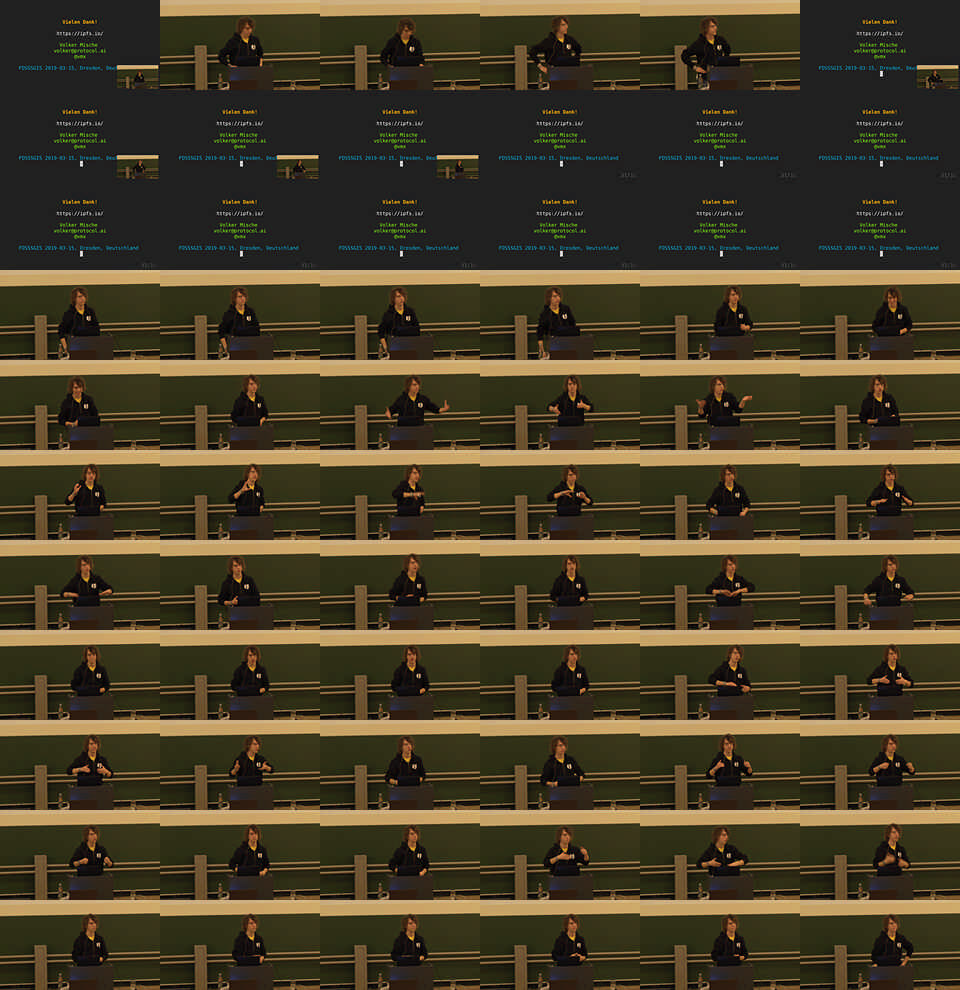 Vielen Dank!
https://ipfs.io/
Volker Mische
volker@protocol.ai
@vmx
FOSSGIS 2019-03-15, Dresden, Deutschland